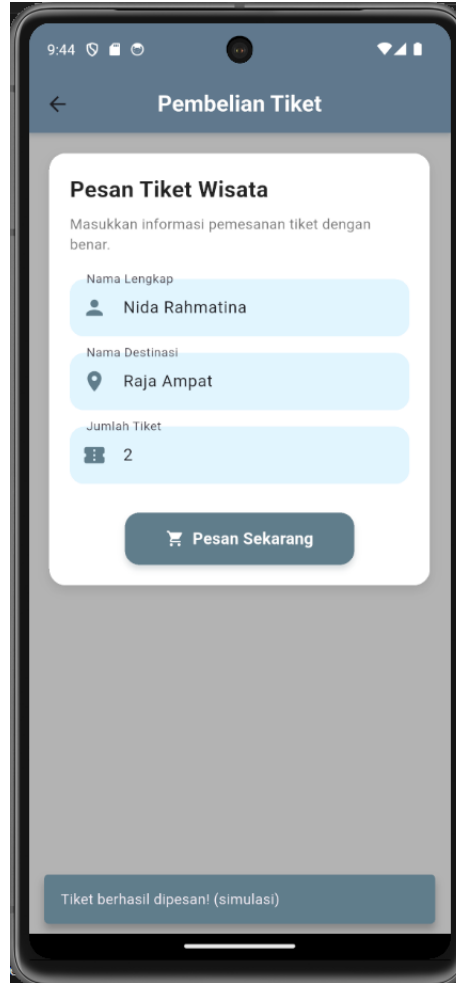 9:44
Pembelian Tiket
Pesan Tiket Wisata
Masukkan informasi pemesanan tiket dengan
benar.
Nama Lengkap
Nida Rahmatina
Nama Destinasi
Raja Ampat
Jumlah Tiket
2
Pesan Sekarang
Tiket berhasil dipesan! (simulasi)